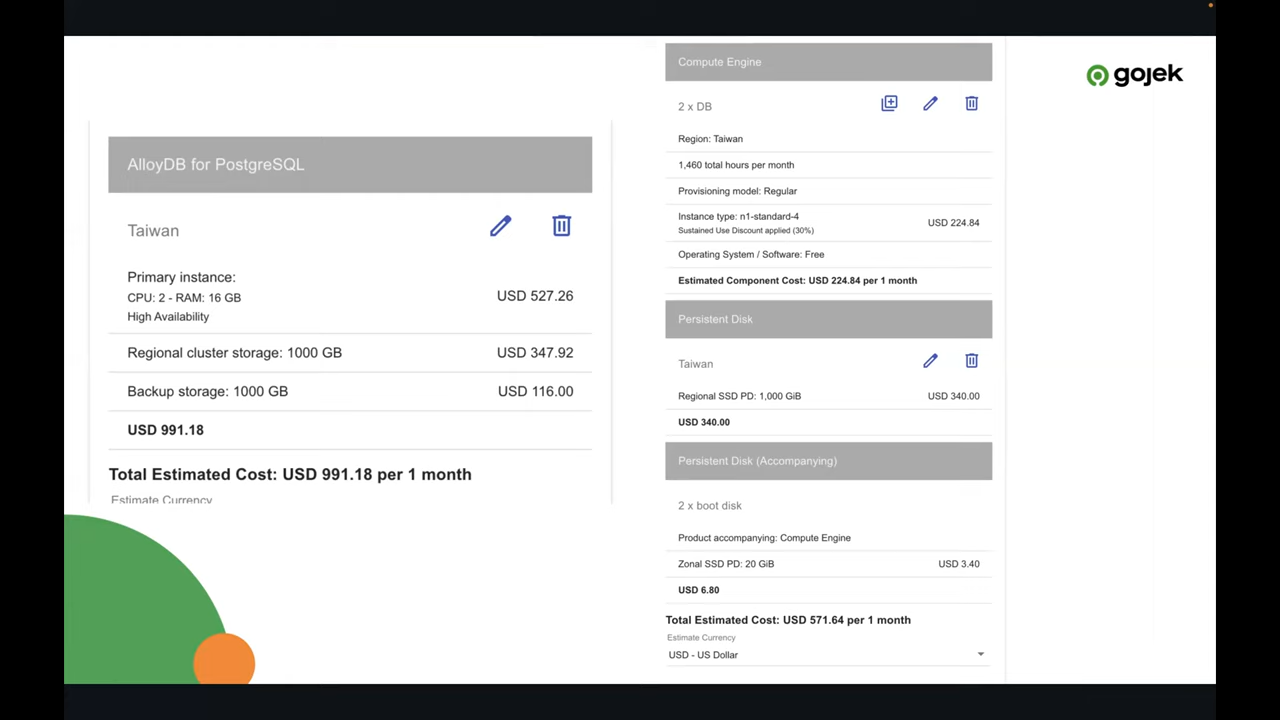 gojek
AlloyDB for PostgreSQL
Taiwan
Primary instance:
CPU: 2 - RAM: 16 GB
High Availability
USD 527.26
Regional cluster storage: 1000 GB
USD 347.92
Backup storage: 1000 GB
USD 116.00
USD 991.18
Total Estimated Cost: USD 991.18 per 1 month
Estimate Currency
Compute Engine
2 x DB
Region: Taiwan
1,460 total hours per month
Provisioning model: Regular
Instance type: n1-standard-4
Sustained Use Discount applied (30%)
USD 224.84
Operating System / Software: Free
Estimated Component Cost: USD 224.84 per 1 month
Persistent Disk
Taiwan
Regional SSD PD: 1,000 GiB
USD 340.00
USD 340.00
Persistent Disk (Accompanying)
2 x boot disk
Product accompanying: Compute Engine
Zonal SSD PD: 20 GiB
USD 3.40
USD 6.80
Total Estimated Cost: USD 571.64 per 1 month
Estimate Currency
USD - US Dollar